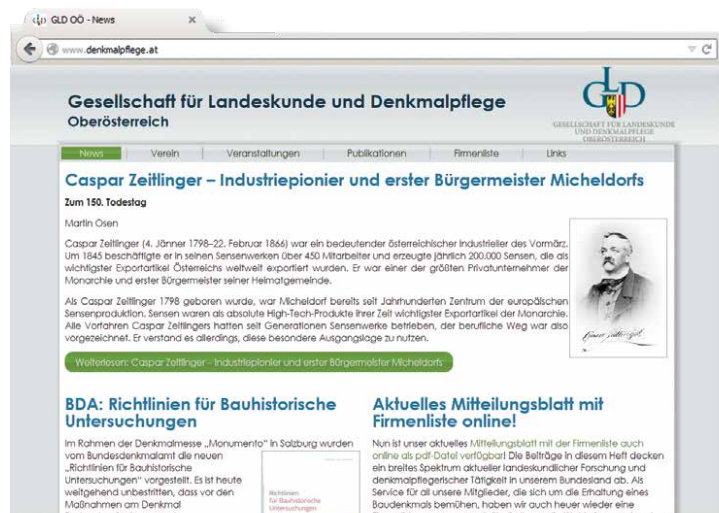 GLD OÖ - News
www.denkmalpflege.at
Gesellschaft für Landeskunde und Denkmalpflege
Oberösterreich
GLD
GESELLSCHAFT FÜR LANDESKUNDE
UND DENKMALPFLEGE
OBERÖSTERREICH
News
Verein
Veranstaltungen
Publikationen
Firmenliste
Links
Caspar Zeitlinger – Industriepionier und erster Bürgermeister Micheldorfs
Zum 150. Todestag
Martin Osen
Caspar Zeitlinger (4. Jänner 1798–22. Februar 1866) war ein bedeutender österreichischer Industrieller des Vormärz.
Um 1845 beschäftigte er in seinen Sensenwerken über 450 Mitarbeiter und erzeugte jährlich 200.000 Sensen, die als
wichtigster Exportartikel Österreichs weltweit exportiert wurden. Er war einer der größten Privatunternehmer der
Monarchie und erster Bürgermeister seiner Heimatgemeinde.
Als Caspar Zeitlinger 1798 geboren wurde, war Micheldorf bereits seit Jahrhunderten Zentrum der europäischen
Sensenproduktion. Sensen waren als absolute High-Tech-Produkte ihrer Zeit wichtigster Exportartikel der Monarchie.
Alle Vorfahren Caspar Zeitlingers hatten seit Generationen Sensenwerke betrieben, der berufliche Weg war also
vorgezeichnet. Er verstand es allerdings, diese besondere Ausgangslage zu nutzen.
Weiterlesen: Caspar Zeitlinger – Industriepionier und erster Bürgermeister Micheldorfs
BDA: Richtlinien für Bauhistorische
Untersuchungen
Im Rahmen der Denkmalmesse „Monumento“ in Salzburg wurden
vom Bundesdenkmalamt die neuen
„Richtlinien für Bauhistorische
Untersuchungen“ vorgestellt. Es ist heute
weitgehend unbestritten, dass vor den
Maßnahmen am Denkmal
Richtlinien
für Bauhistorische
Untersuchungen
Aktuelles Mitteilungsblatt mit
Firmenliste online!
Nun ist unser aktuelles Mitteilungsblatt mit der Firmenliste auch
online als pdf-Datei verfügbar! Die Beiträge in diesem Heft decken
ein breites Spektrum aktueller landeskundlicher Forschung und
denkmalpflegerischer Tätigkeit in unserem Bundesland ab. Als
Service für all unsere Mitglieder, die sich um die Erhaltung eines
Baudenkmals bemühen, haben wir auch heuer wieder eine